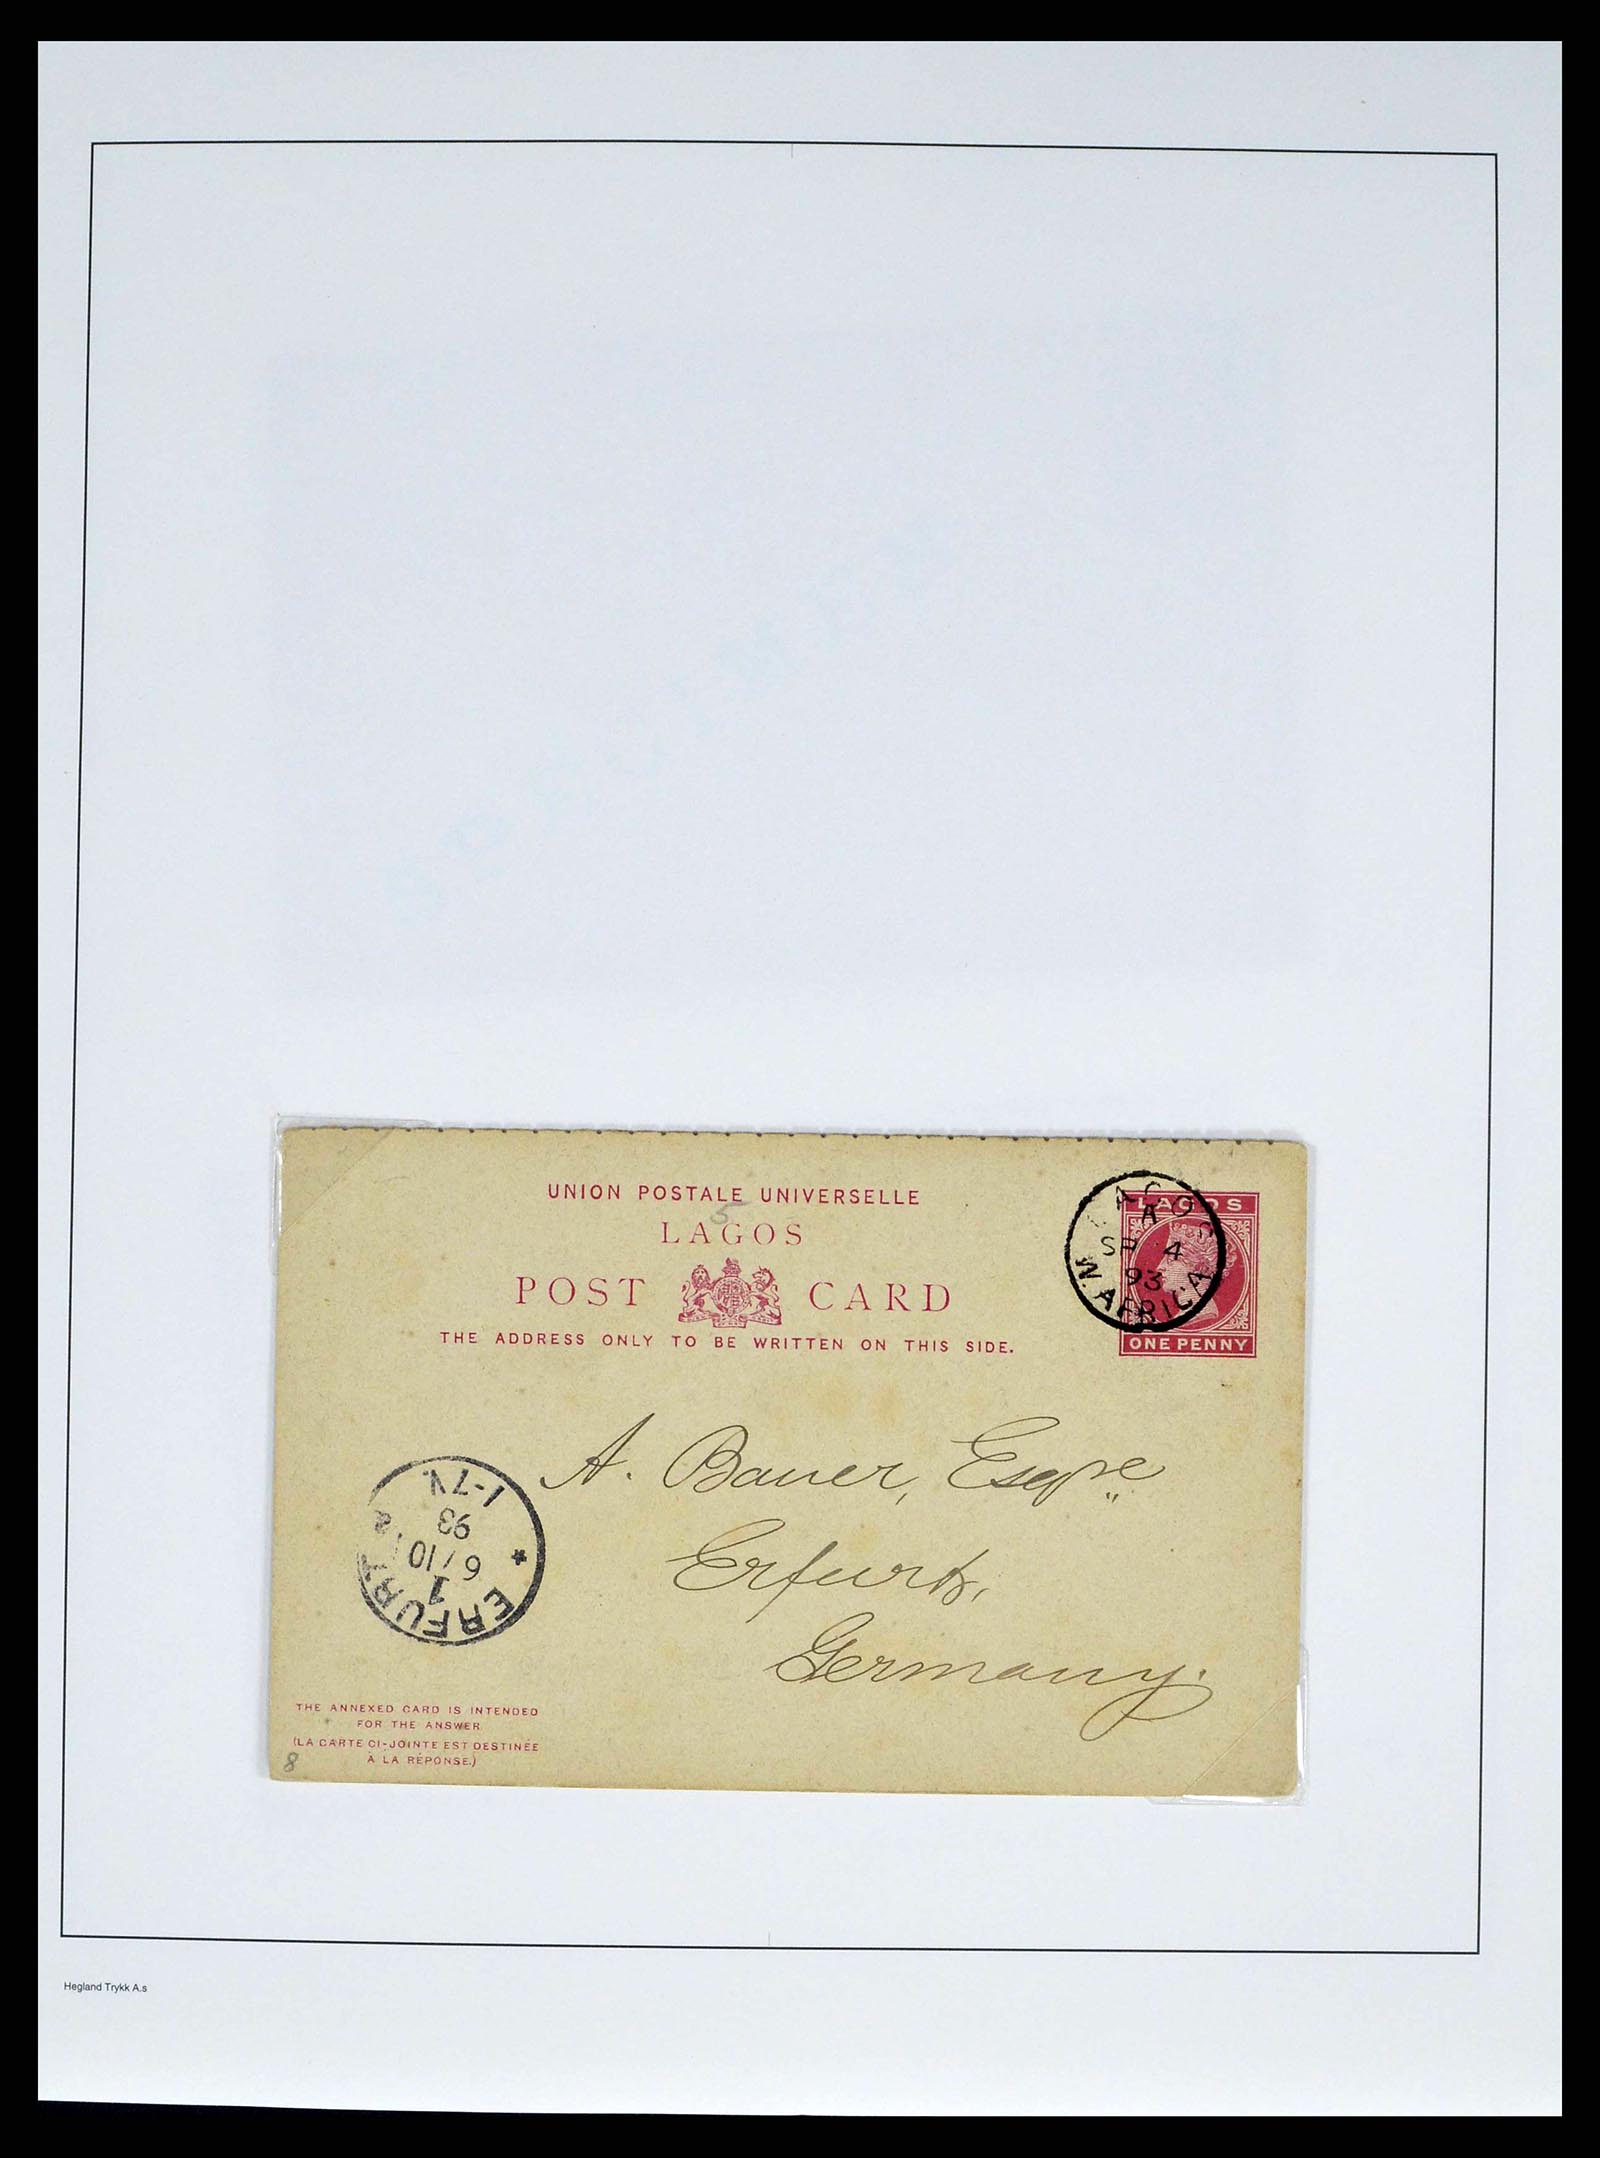 UNION POSTALE UNIVERSELLE
5
LAGOS
POST CARD
THE ADDRESS ONLY TO BE WRITTEN ON THIS SIDE.
LAGOS
ONE PENNY
LAGOS
A
SP 4
93
W. AFRICA
A. Bauer, Esqre
Erfurt,
Germany.
ERFURT
1
6/10
93
1-7V.
*
THE ANNEXED CARD IS INTENDED
FOR THE ANSWER
(LA CARTE CI-JOINTE EST DESTINÉE
À LA RÉPONSE.)
8
Hegland Trykk A.s